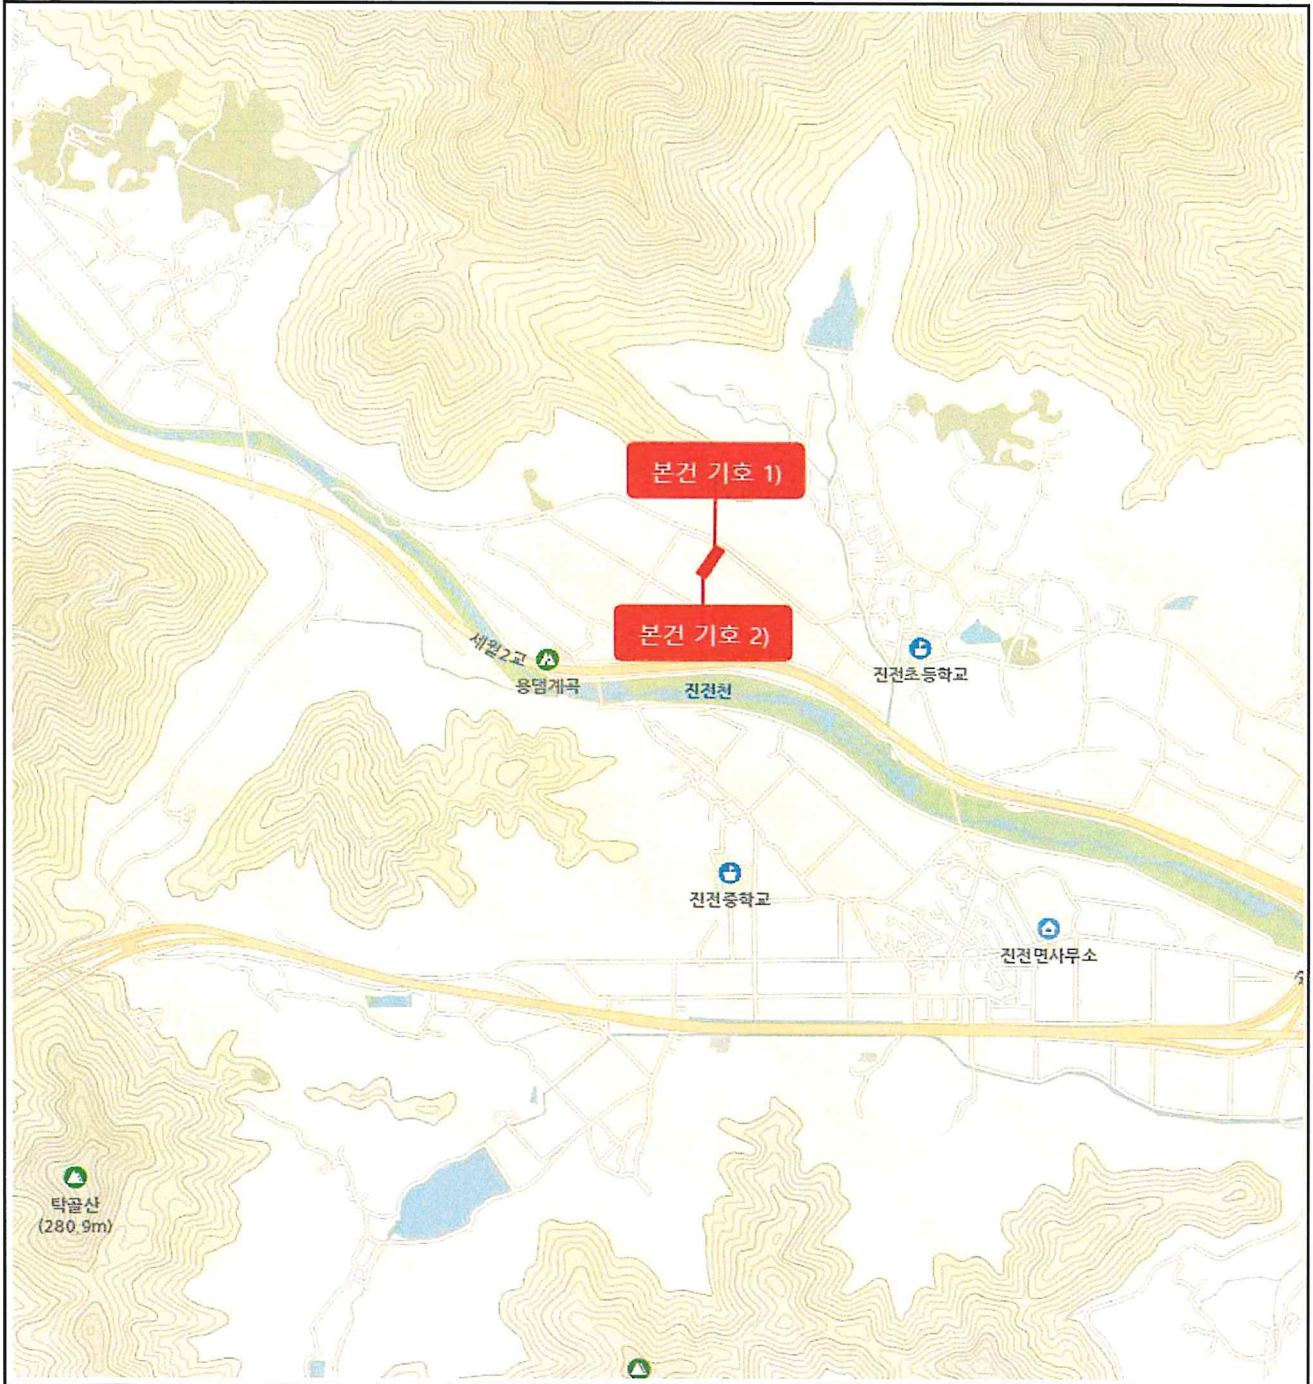 본건 기호 1)
본건 기호 2)
세월2교
용댐계곡
진전천
진전초등학교
진전중학교
진전면사무소
탁골산
(280.9m)